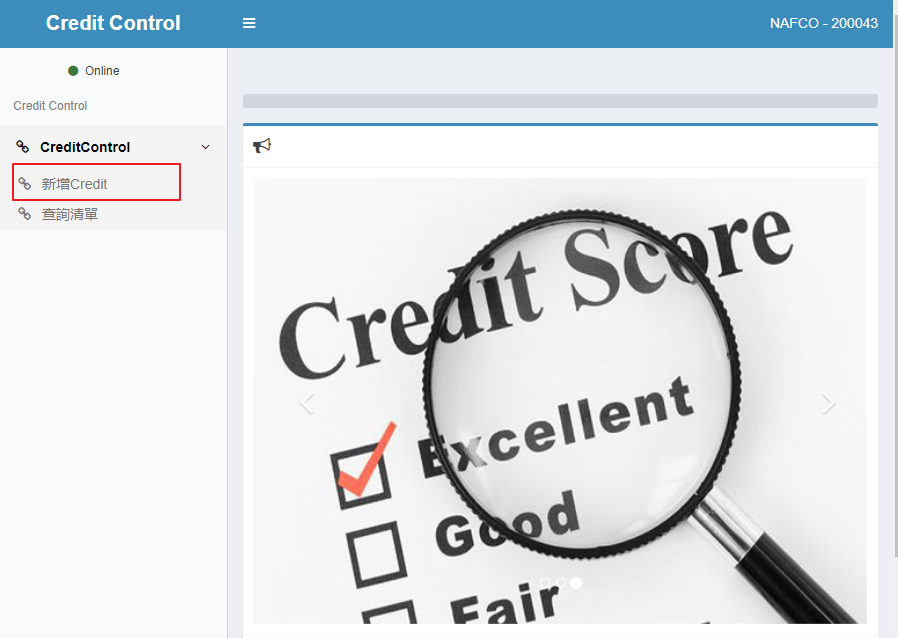 Credit Control
NAFCO - 200043
Online
Credit Control
CreditControl
新增Credit
查詢清單
Credit Score
Excellent
Good
Fair